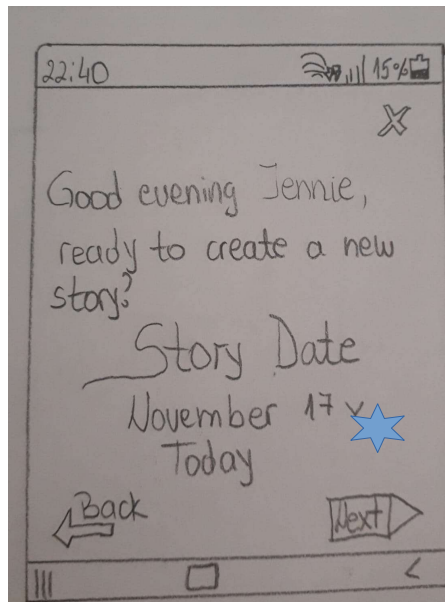 22:40 15%
X
Good evening Jennie,
ready to create a new
story?
Story Date
November 17
Today
Back Next